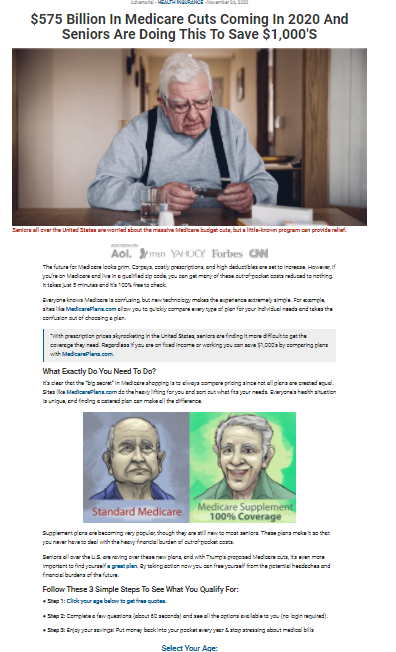 Advertorial - HEALTH INSURANCE - November 24, 2020
$575 Billion In Medicare Cuts Coming In 2020 And
Seniors Are Doing This To Save $1,000'S
Seniors all over the United States are worried about the massive Medicare budget cuts, but a little-known program can provide relief.
AS SEEN ON
Aol. msn YAHOO! Forbes CNN
The future for Medicare looks grim. Copays, costly prescriptions, and high deductibles are set to increase. However, if
you're on Medicare and live in a qualified zip code, you can get many of these out-of-pocket costs reduced to nothing.
It takes just 3 minutes and it's 100% free to check.
Everyone knows Medicare is confusing, but new technology makes the experience extremely simple. For example,
sites like MedicarePlans.com allow you to quickly compare every type of plan for your individual needs and takes the
confusion out of choosing a plan.
"With prescription prices skyrocketing in the United States, seniors are finding it more difficult to get the
coverage they need. Regardless if you are on fixed income or working you can save $1,000's by comparing plans
with MedicarePlans.com.
What Exactly Do You Need To Do?
It's clear that the "big secret" in Medicare shopping is to always compare pricing since not all plans are created equal.
Sites like MedicarePlans.com do the heavy lifting for you and sort out what fits your needs. Everyone's health situation
is unique, and finding a catered plan can make all the difference.
Standard Medicare
Medicare Supplement
100% Coverage
Supplement plans are becoming very popular, though they are still new to most seniors. These plans make it so that
you never have to deal with the heavy financial burden of out-of-pocket costs.
Seniors all over the U.S. are raving over these new plans, and with Trump's proposed Medicare cuts, it's even more
important to find yourself a great plan. By taking action now you can free yourself from the potential headaches and
financial burdens of the future.
Follow These 3 Simple Steps To See What You Qualify For:
• Step 1: Click your age below to get free quotes.
• Step 2: Complete a few questions (about 60 seconds) and see all the options available to you (no login required).
• Step 3: Enjoy your savings! Put money back into your pocket every year & stop stressing about medical bills
Select Your Age: